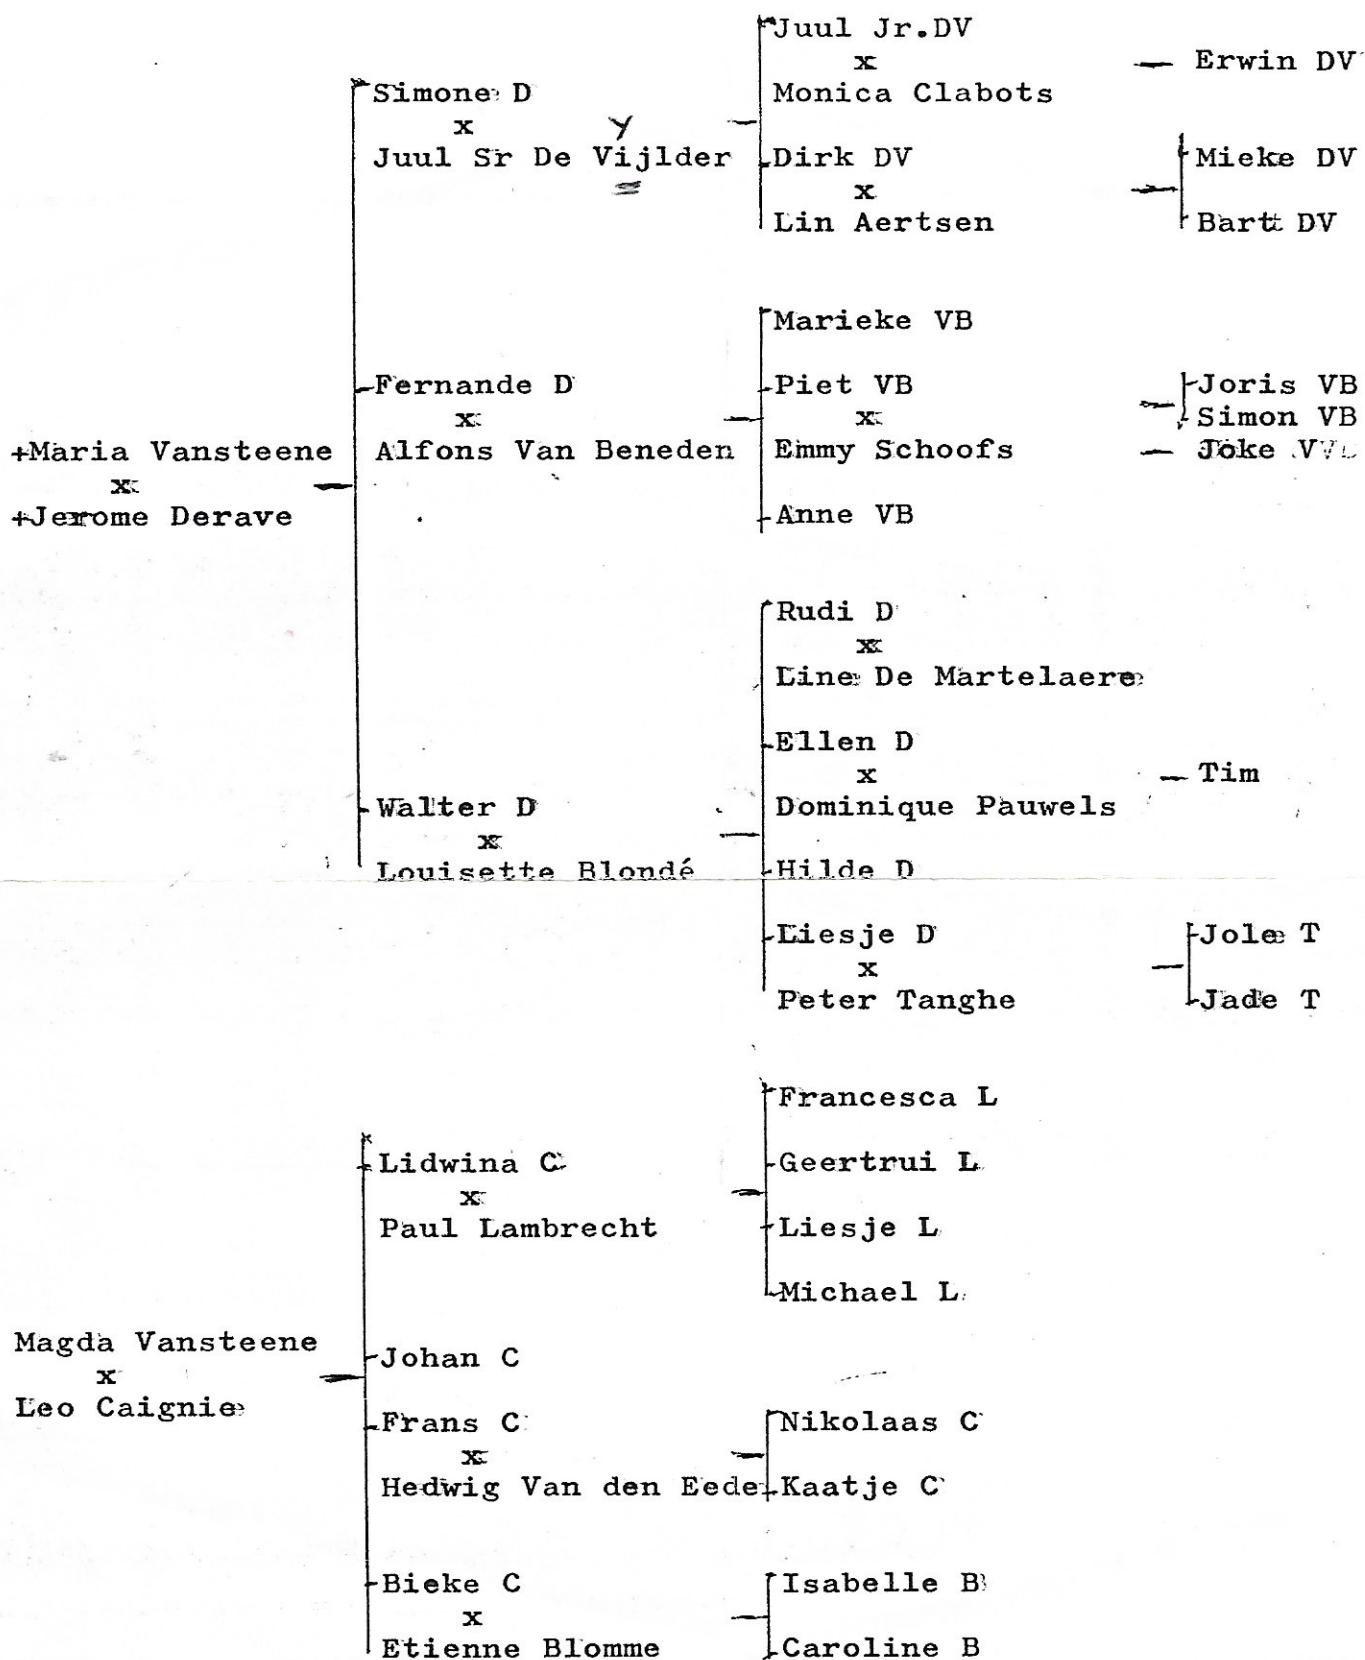 Juul Jr.DV
x
Monica Clabots
Erwin DV
Simone D
x
Juul Sr De Vijlder
y
Dirk DV
x
Lin Aertsen
Mieke DV
Bart DV
Marieke VB
Fernande D
x
Alfons Van Beneden
Piet VB
x
Emmy Schoofs
Joris VB
Simon VB
Joke
Anne VB
+Maria Vansteene
x
+Jerome Derave
Rudi D
x
Line De Martelaere
Ellen D
x
Dominique Pauwels
Tim
Walter D
x
Louisette Blondé
Hilde D
Liesje D
x
Peter Tanghe
Jole T
Jade T
Francesca L
Lidwina C
x
Paul Lambrecht
Geertrui L
Liesje L
Michael L
Magda Vansteene
x
Leo Caignie
Johan C
Frans C
x
Hedwig Van den Eede
Nikolaas C
Kaatje C
Bieke C
x
Etienne Blomme
Isabelle B
Caroline B